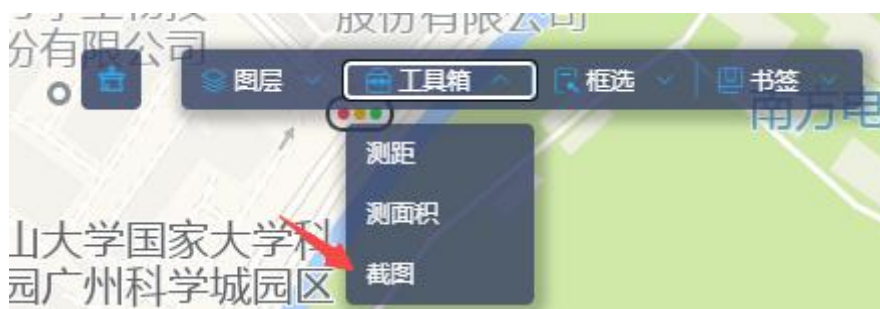 股份有限公司
份有限公司
图层
工具箱
框选
书签
南方电
测距
测面积
截图
山大学国家大学科
园广州科学城园区